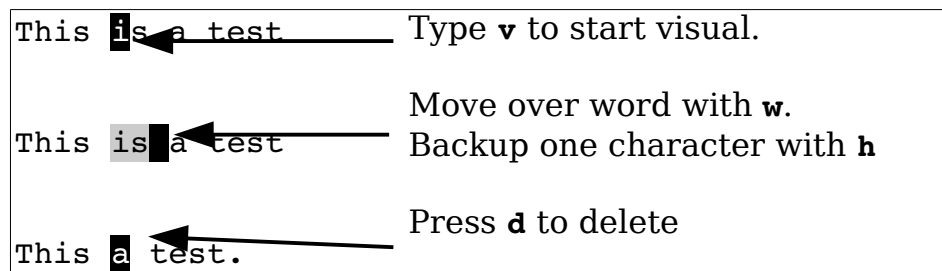 This is a test
Type v to start visual.
Move over word with w.
This is a test
Backup one character with h
Press d to delete
This a test.